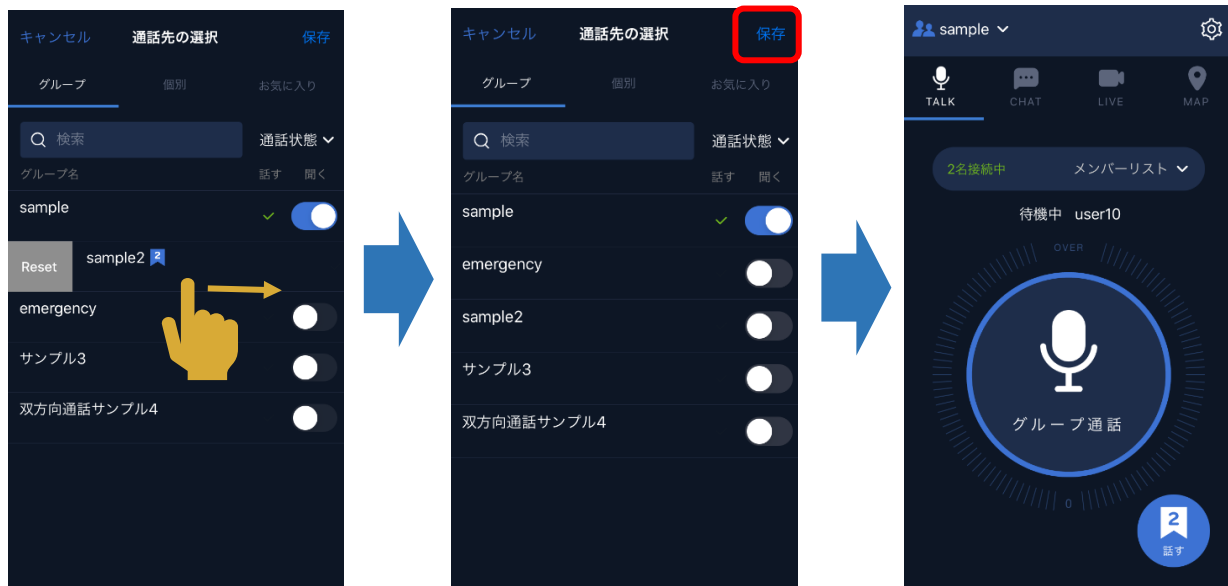 キャンセル 通話先の選択 保存
グループ 個別 お気に入り
検索 通話状態
グループ名 話す 聞く
sample
Reset sample2 2
emergency
サンプル3
双方向通話サンプル4
キャンセル 通話先の選択 保存
グループ 個別 お気に入り
検索 通話状態
グループ名 話す 聞く
sample
emergency
sample2
サンプル3
双方向通話サンプル4
sample
TALK CHAT LIVE MAP
2名接続中 メンバーリスト
待機中 user10
OVER
グループ通話
0
2
話す